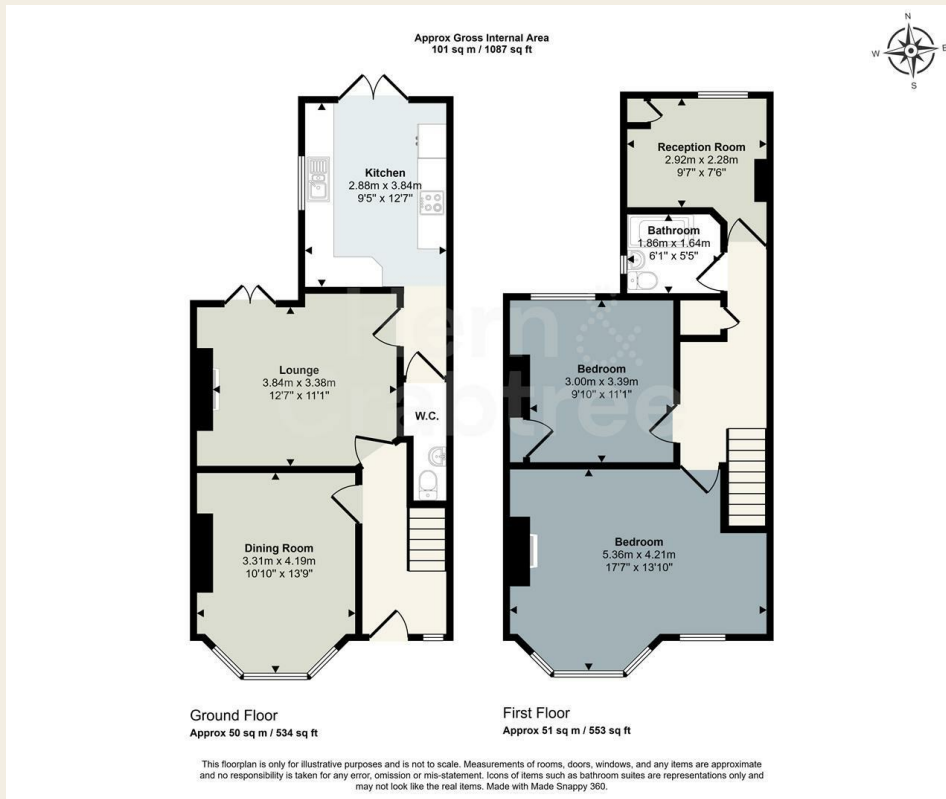 Approx Gross Internal Area
101 sq m / 1087 sq ft
N
W
E
S
Kitchen
2.88m x 3.84m
9'5" x 12'7"
Lounge
3.84m x 3.38m
12'7" x 11'1"
W.C.
Dining Room
3.31m x 4.19m
10'10" x 13'9"
Reception Room
2.92m x 2.28m
9'7" x 7'6"
Bathroom
1.86m x 1.64m
6'1" x 5'5"
Bedroom
3.00m x 3.39m
9'10" x 11'1"
Bedroom
5.36m x 4.21m
17'7" x 13'10"
Hern &
Crabtree
Ground Floor
Approx 50 sq m / 534 sq ft
First Floor
Approx 51 sq m / 553 sq ft
This floorplan is only for illustrative purposes and is not to scale. Measurements of rooms, doors, windows, and any items are approximate
and no responsibility is taken for any error, omission or mis-statement. Icons of items such as bathroom suites are representations only and
may not look like the real items. Made with Made Snappy 360.